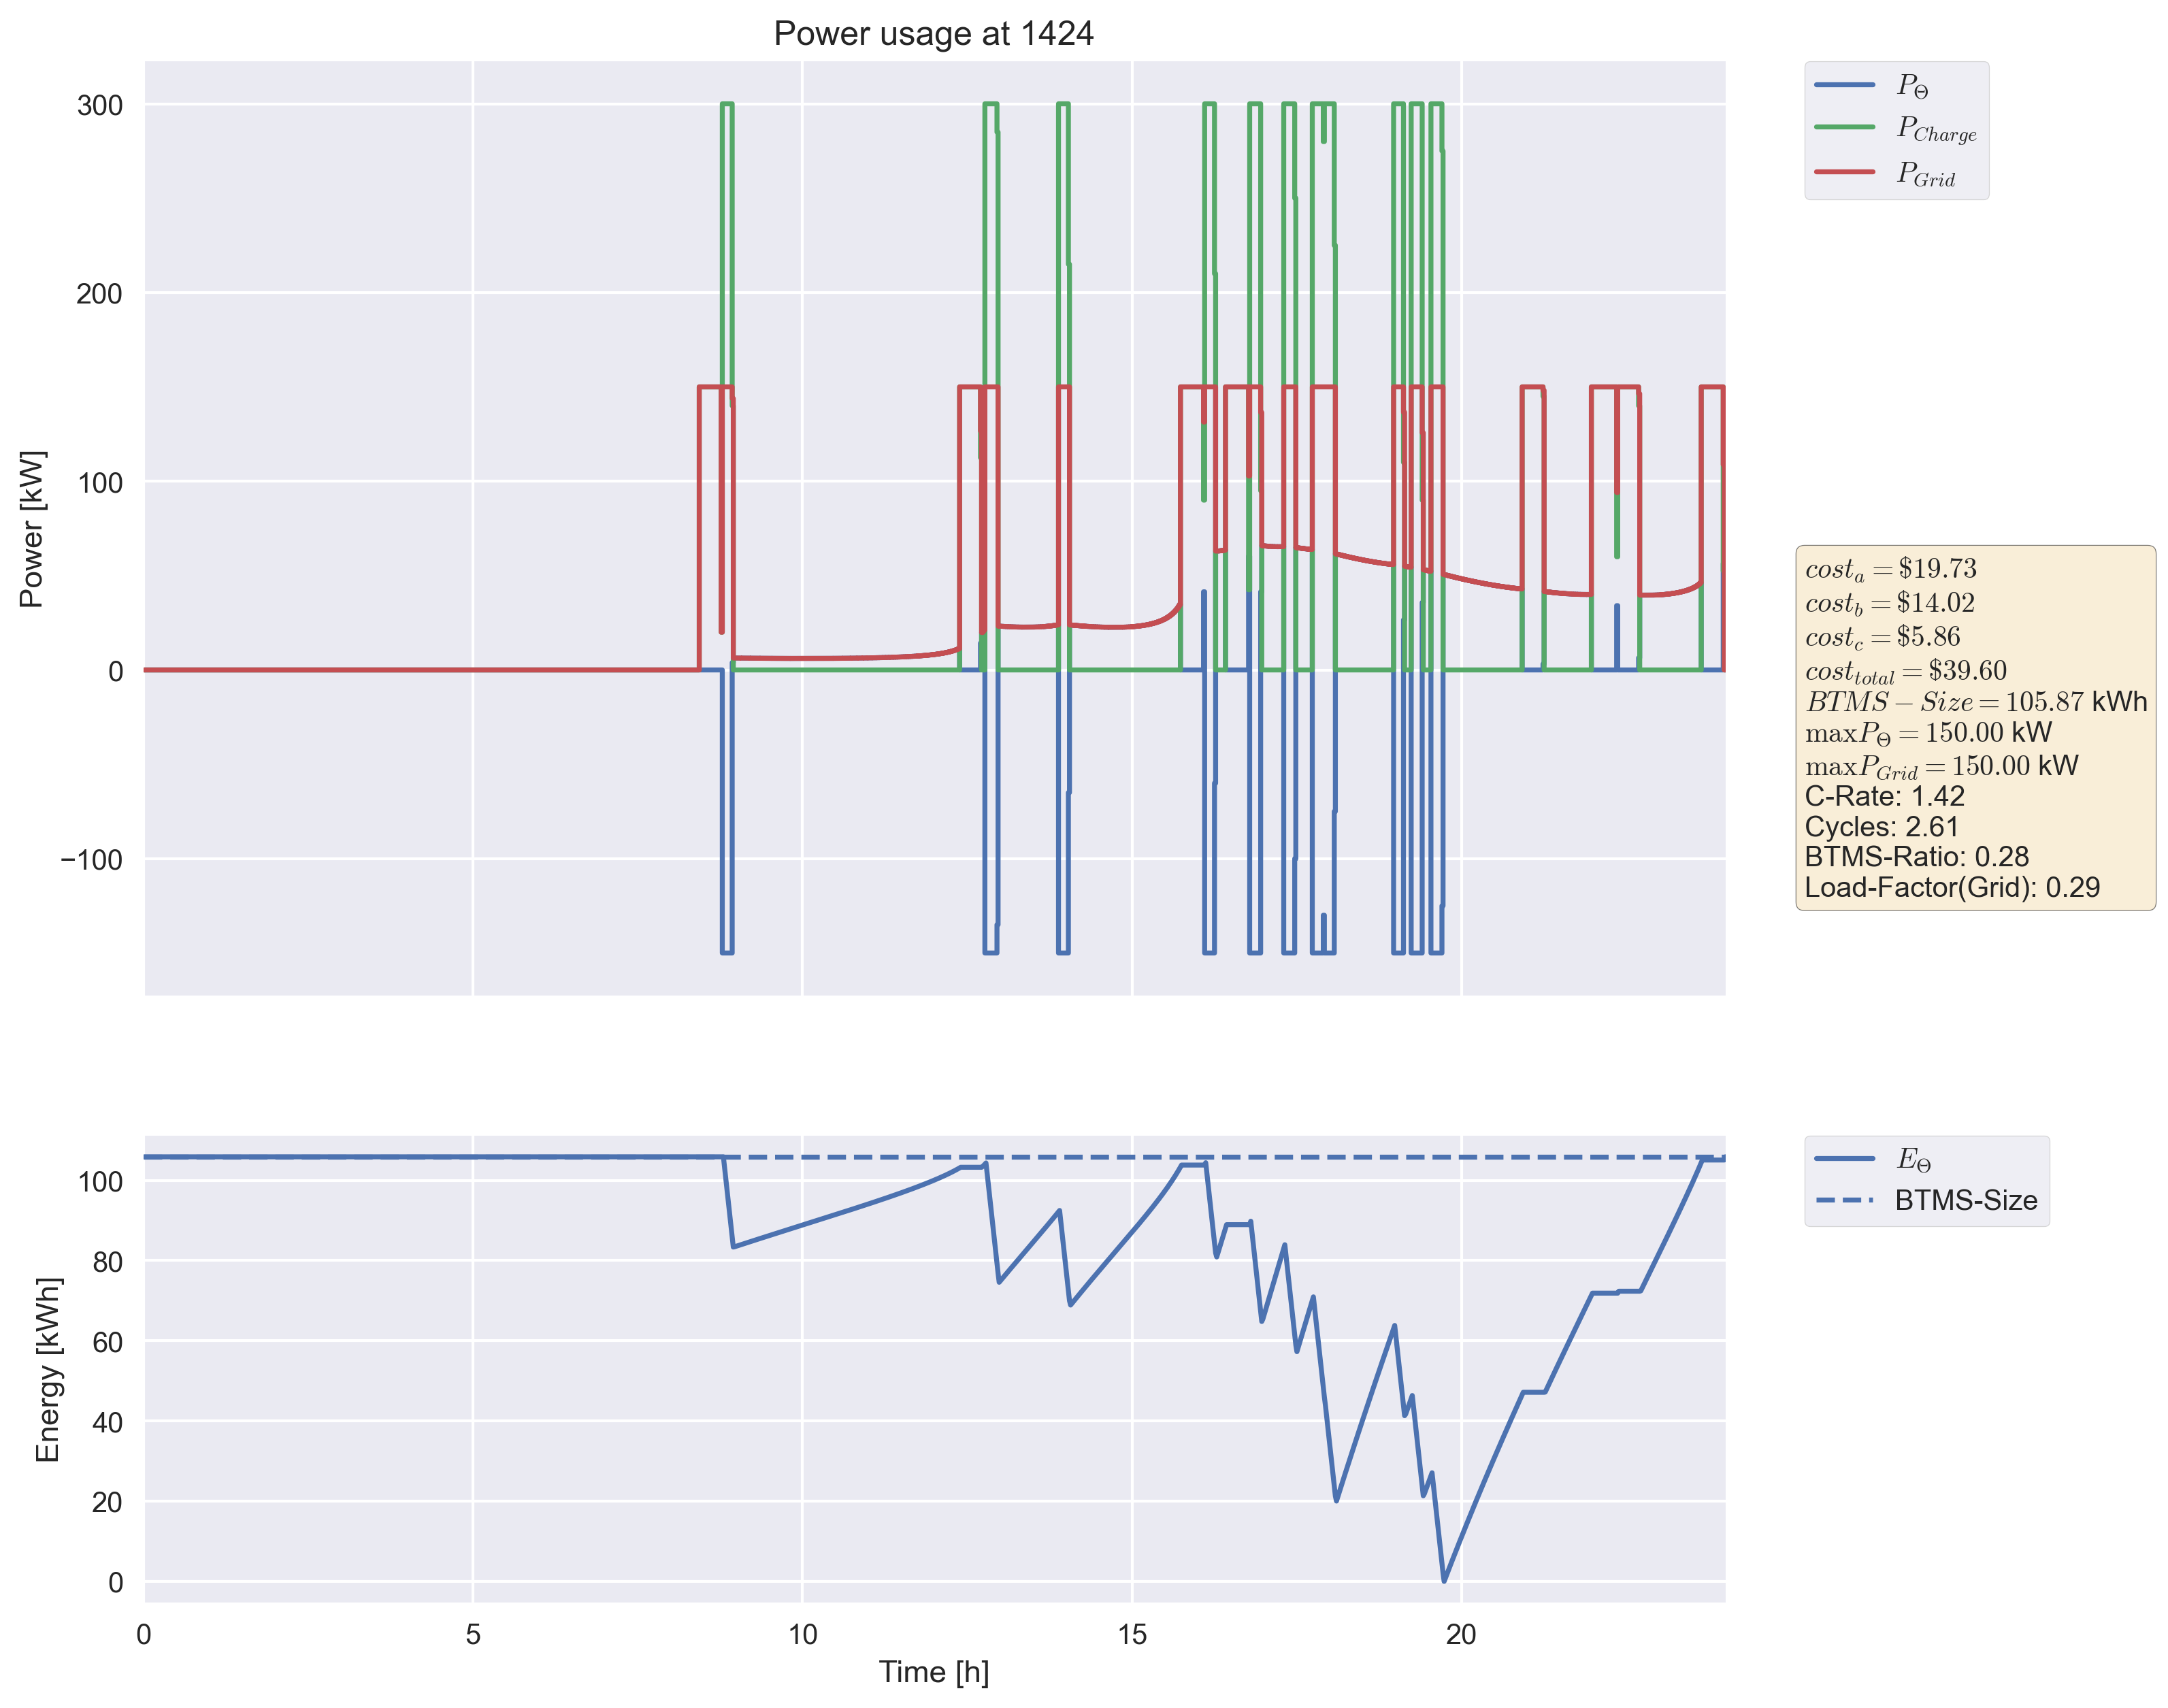 Power usage at 1424
300
200
100
0
−100
Power [kW]
P_Θ
P_Charge
P_Grid
cost_a = $19.73
cost_b = $14.02
cost_c = $5.86
cost_total = $39.60
BTMS − Size = 105.87 kWh
max P_Θ = 150.00 kW
max P_Grid = 150.00 kW
C-Rate: 1.42
Cycles: 2.61
BTMS-Ratio: 0.28
Load-Factor(Grid): 0.29
100
80
60
40
20
0
Energy [kWh]
E_Θ
BTMS-Size
0 5 10 15 20
Time [h]